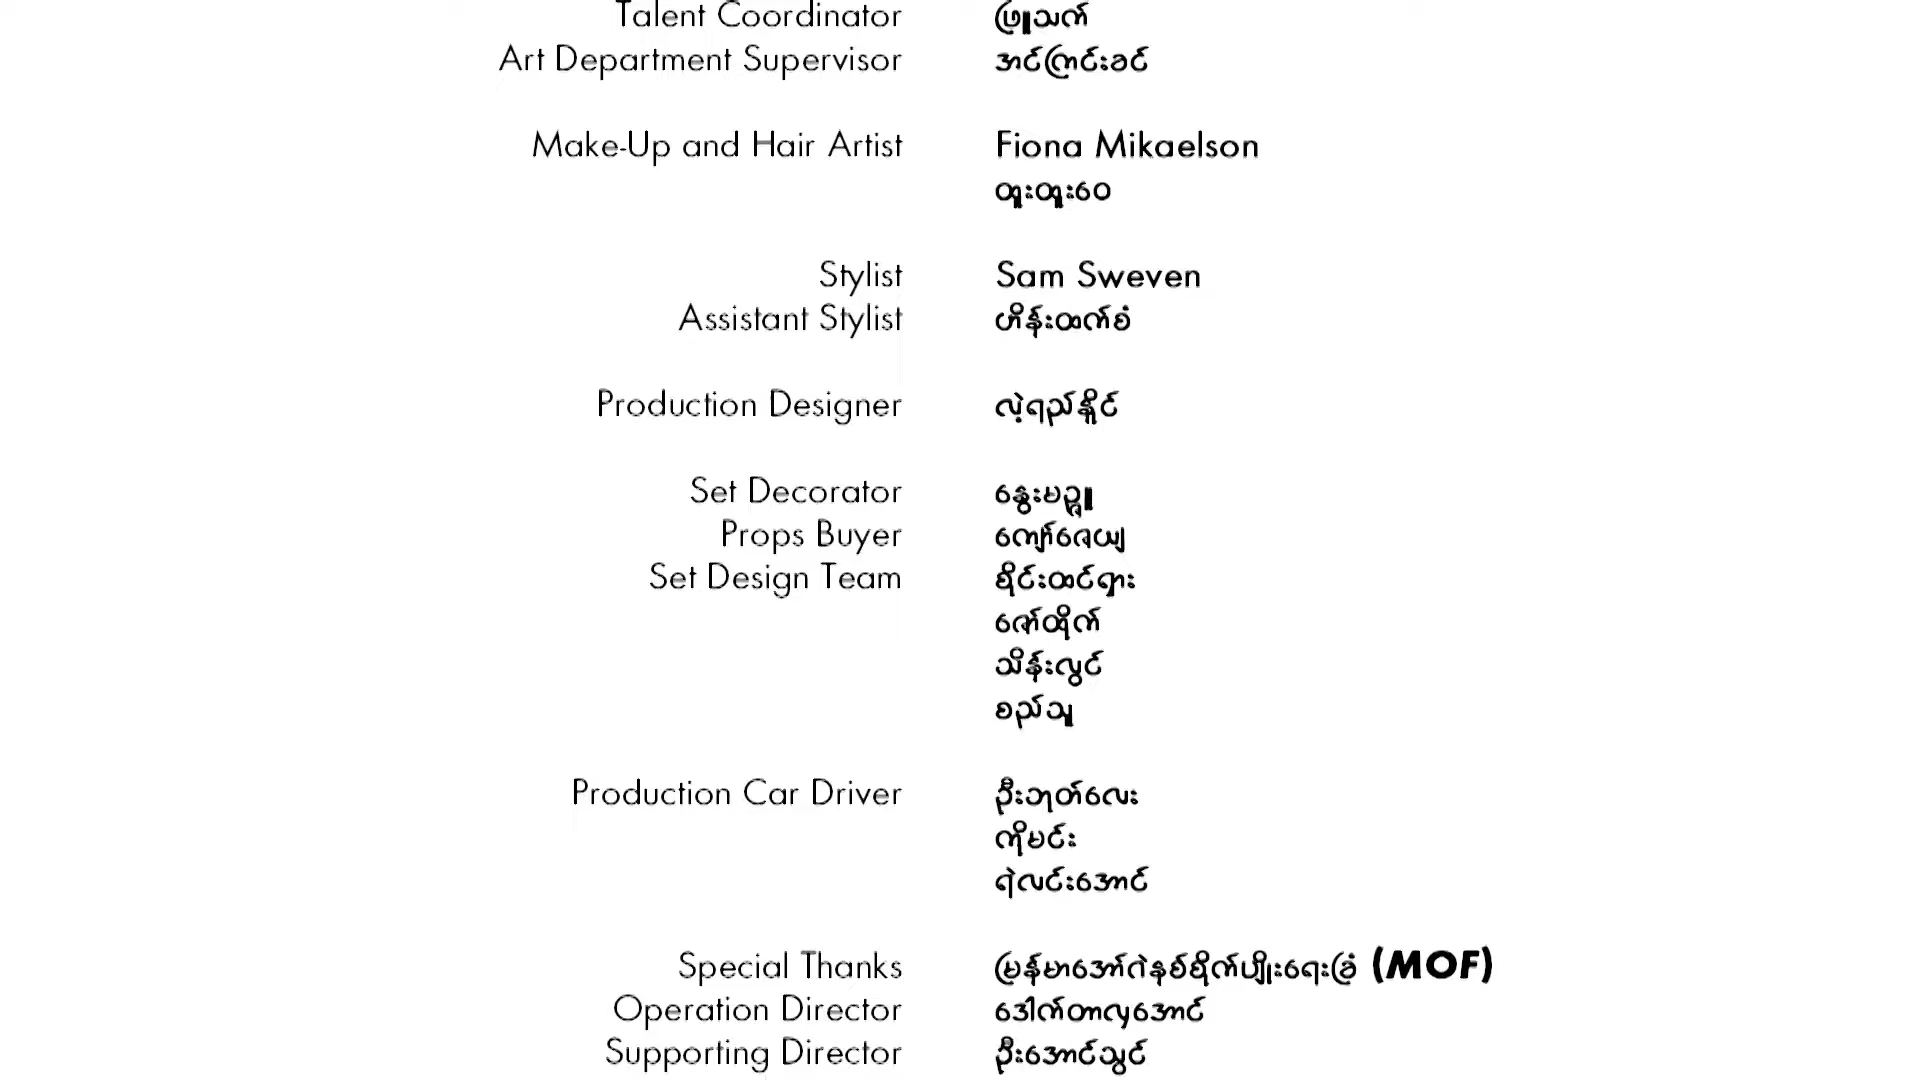 Talent Coordinator ဖြူသက်
Art Department Supervisor အင်ကြင်းခင်
Make-Up and Hair Artist Fiona Mikaelson
ထူးထူးဝေ
Stylist Sam Sweven
Assistant Stylist ဟိန်းထက်စံ
Production Designer လဲ့ရည်နှိုင်
Set Decorator နွေးမဥ္ဇူ
Props Buyer ကျော်ဇေယျ
Set Design Team စိုင်းထင်ရှား
ဇော်ထိုက်
သိန်းလွင်
စည်သူ
Production Car Driver ဦးဘုတ်လေး
ကိုမင်း
ရဲလင်းအောင်
Special Thanks မြန်မာအော်ဂဲနစ်စိုက်ပျိုးရေးခြံ (MOF)
Operation Director ဒေါက်တာလှအောင်
Supporting Director ဦးအောင်သွင်